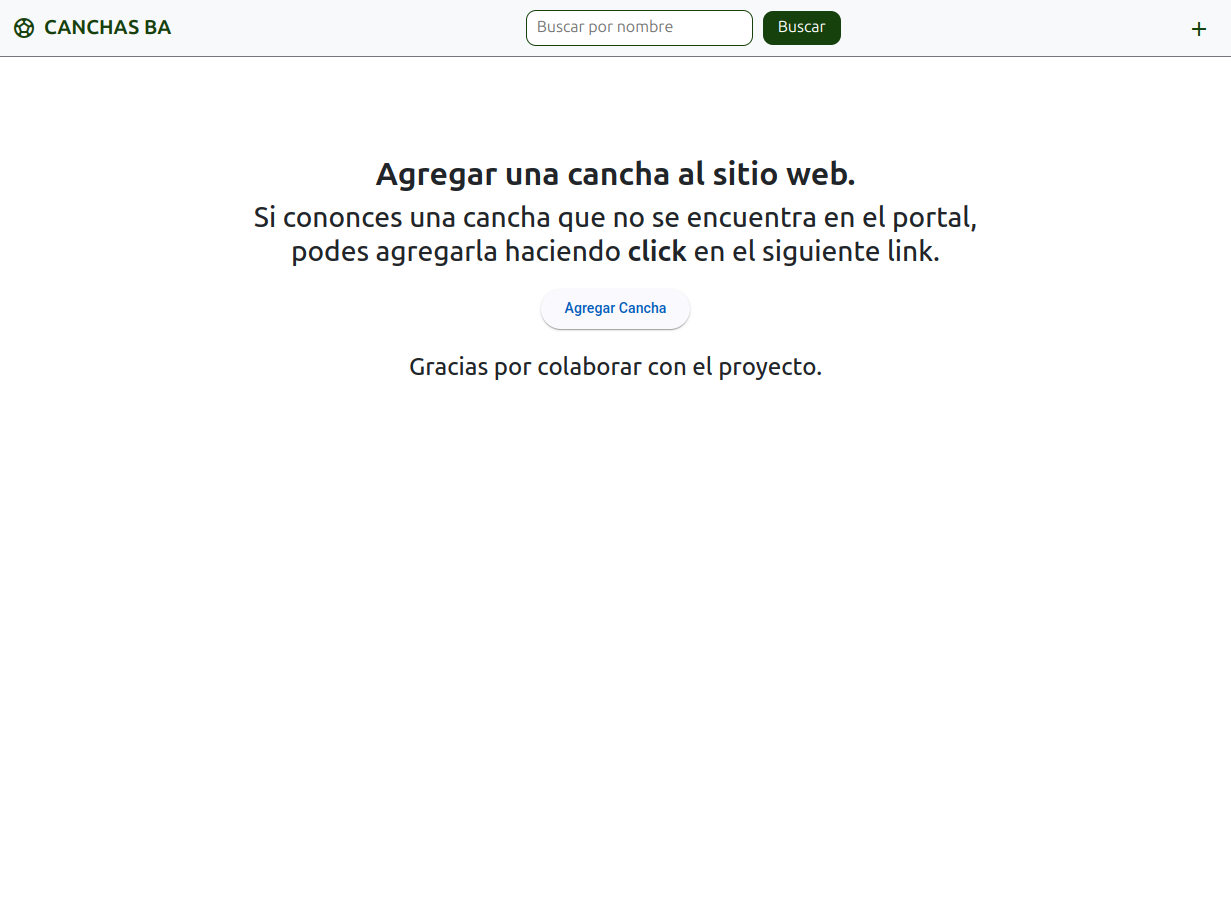 CANCHAS BA
Buscar por nombre
Buscar
+
Agregar una cancha al sitio web.
Si cononces una cancha que no se encuentra en el portal,
podes agregarla haciendo click en el siguiente link.
Agregar Cancha
Gracias por colaborar con el proyecto.